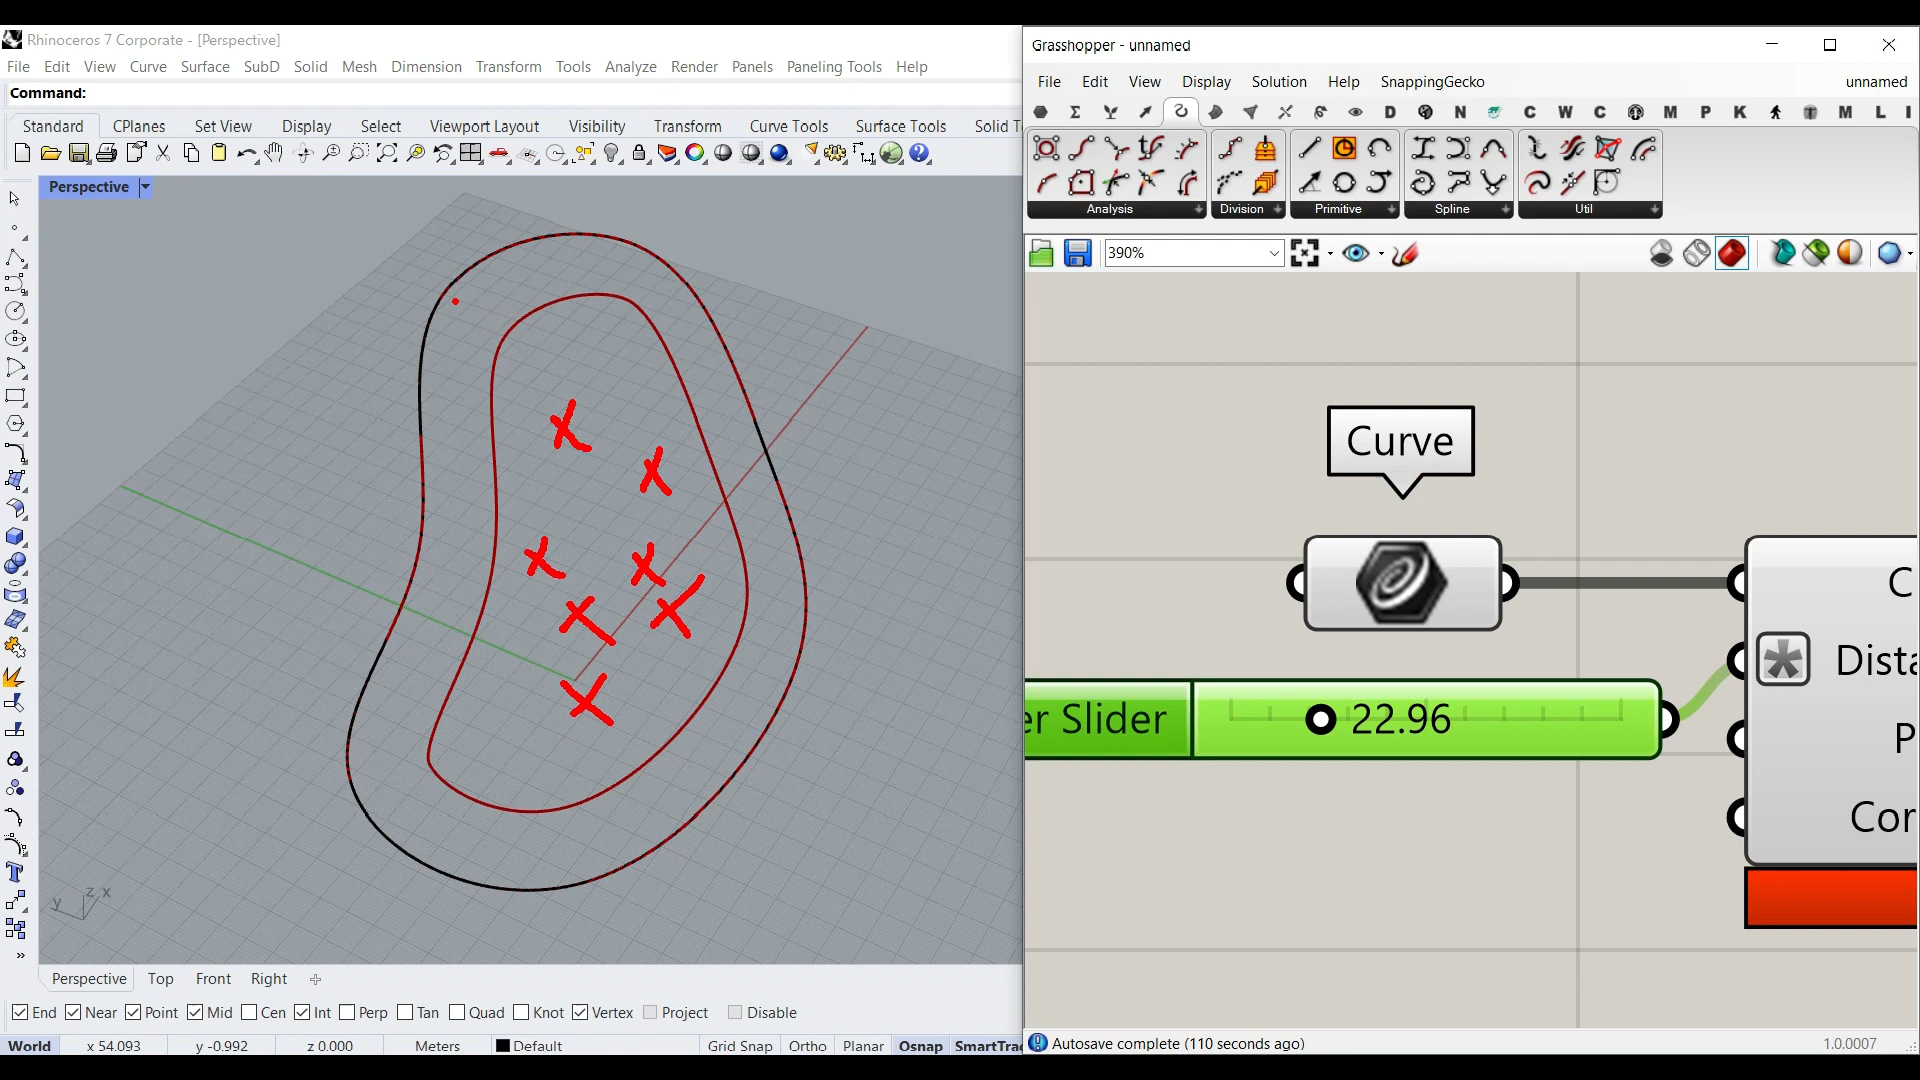 Rhinoceros 7 Corporate - [Perspective]
File Edit View Curve Surface SubD Solid Mesh Dimension Transform Tools Analyze Render Panels Paneling Tools Help
Command:
Standard CPlanes Set View Display Select Viewport Layout Visibility Transform Curve Tools Surface Tools Solid T
Perspective
z x
y
Perspective Top Front Right
End Near Point Mid Cen Int Perp Tan Quad Knot Vertex Project Disable
World x 54.093 y -0.992 z 0.000 Meters Default Grid Snap Ortho Planar Osnap SmartTrac
Grasshopper - unnamed
File Edit View Display Solution Help SnappingGecko unnamed
D N C W C M P K M L I
Analysis Division Primitive Spline Util
390%
Curve
C
Dista
er Slider 22.96
P
Cor
Autosave complete (110 seconds ago) 1.0.0007